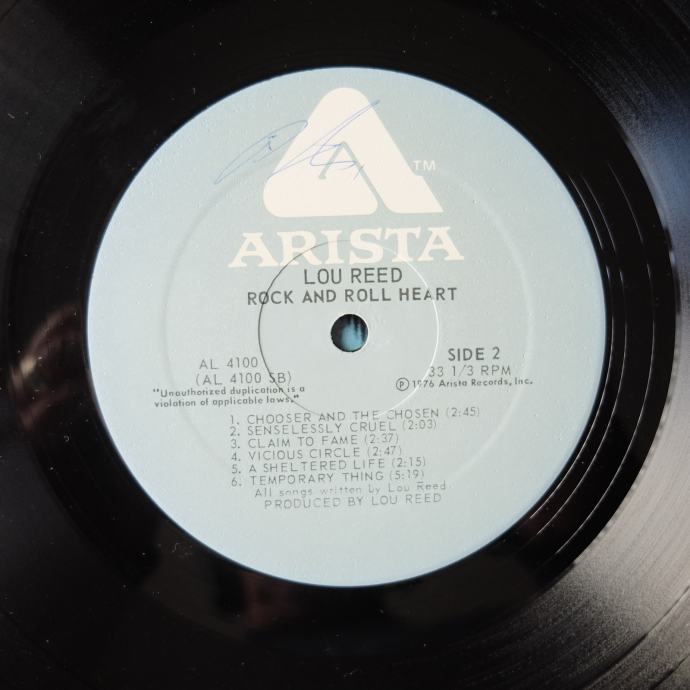 TM
ARISTA
LOU REED
ROCK AND ROLL HEART
AL 4100
(AL 4100 SB)
"Unauthorized duplication is a
violation of applicable laws."
SIDE 2
33 1/3 RPM
Ⓟ1976 Arista Records, Inc.
1. CHOOSER AND THE CHOSEN (2:45)
2. SENSELESSLY CRUEL (2:03)
3. CLAIM TO FAME (2:37)
4. VICIOUS CIRCLE (2:47)
5. A SHELTERED LIFE (2:15)
6. TEMPORARY THING (5:19)
All songs written by Lou Reed
PRODUCED BY LOU REED